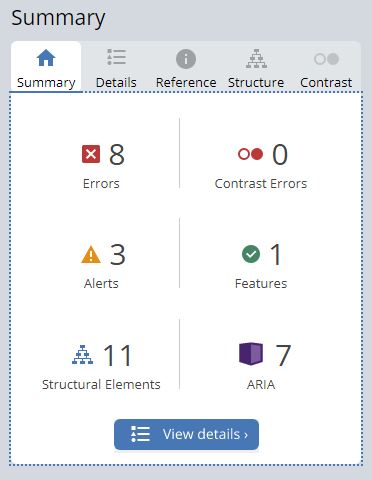 Summary
Summary Details Reference Structure Contrast
8 0
Errors Contrast Errors
3 1
Alerts Features
11 7
Structural Elements ARIA
View details ›